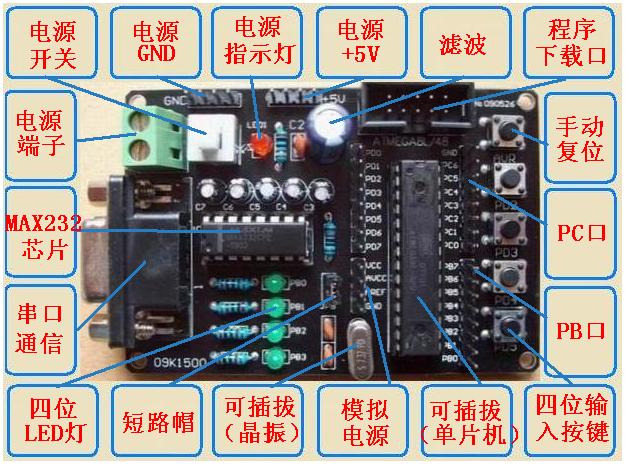 电源
开关
电源
GND
电源
指示灯
电源
+5V
滤波
程序
下载口
电源
端子
手动
复位
MAX232
芯片
PC口
串口
通信
PB口
四位
LED灯
短路帽
可插拔
（晶振）
模拟
电源
可插拔
（单片机）
四位输
入按键
GND
+5V
№090526
LED1
C2
ATMEGA8L/48
PD0
PD1
PD2
PD3
PD4
PD5
PD6
PD7
GND
PC6
PC5
PC4
PC3
PC2
PC1
PC0
AVR
PD2
PD3
C7
C6
C5
C4
C3
VCC
AVCC
GND
PB7
PB6
PB5
PB4
PB3
PB2
PB1
PB0
PB0
PB1
PB2
PB3
09K1500